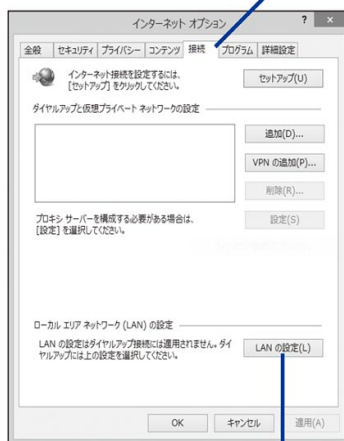 インターネット オプション
? ×
全般 セキュリティ プライバシー コンテンツ 接続 プログラム 詳細設定
インターネット接続を設定するには、
[セットアップ] をクリックしてください。
セットアップ(U)
ダイヤルアップと仮想プライベート ネットワークの設定
追加(D)...
VPN の追加(P)...
削除(R)...
プロキシ サーバーを構成する必要がある場合は、
[設定] を選択してください。
設定(S)
ローカル エリア ネットワーク (LAN) の設定
LAN の設定はダイヤルアップ接続には適用されません。ダイ
ヤルアップには上の設定を選択してください。
LAN の設定(L)
OK キャンセル 適用(A)